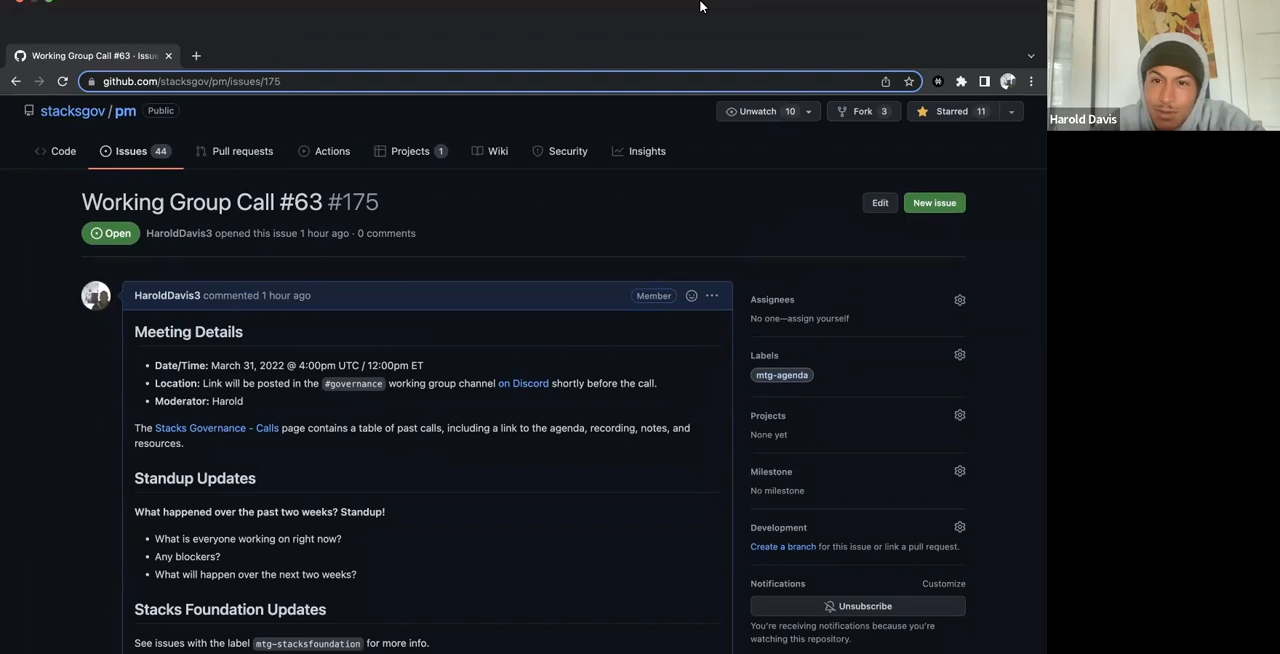 Working Group Call #63 · Issu
github.com/stacksgov/pm/issues/175
Harold Davis
stacksgov / pm Public
Unwatch 10
Fork 3
Starred 11
Code
Issues 44
Pull requests
Actions
Projects 1
Wiki
Security
Insights
Working Group Call #63 #175
Edit
New issue
Open
HaroldDavis3 opened this issue 1 hour ago · 0 comments
HaroldDavis3 commented 1 hour ago
Member
Meeting Details
• Date/Time: March 31, 2022 @ 4:00pm UTC / 12:00pm ET
• Location: Link will be posted in the #governance working group channel on Discord shortly before the call.
• Moderator: Harold
The Stacks Governance - Calls page contains a table of past calls, including a link to the agenda, recording, notes, and
resources.
Standup Updates
What happened over the past two weeks? Standup!
• What is everyone working on right now?
• Any blockers?
• What will happen over the next two weeks?
Stacks Foundation Updates
See issues with the label mtg-stacksfoundation for more info.
Assignees
No one—assign yourself
Labels
mtg-agenda
Projects
None yet
Milestone
No milestone
Development
Create a branch for this issue or link a pull request.
Notifications
Customize
Unsubscribe
You're receiving notifications because you're
watching this repository.